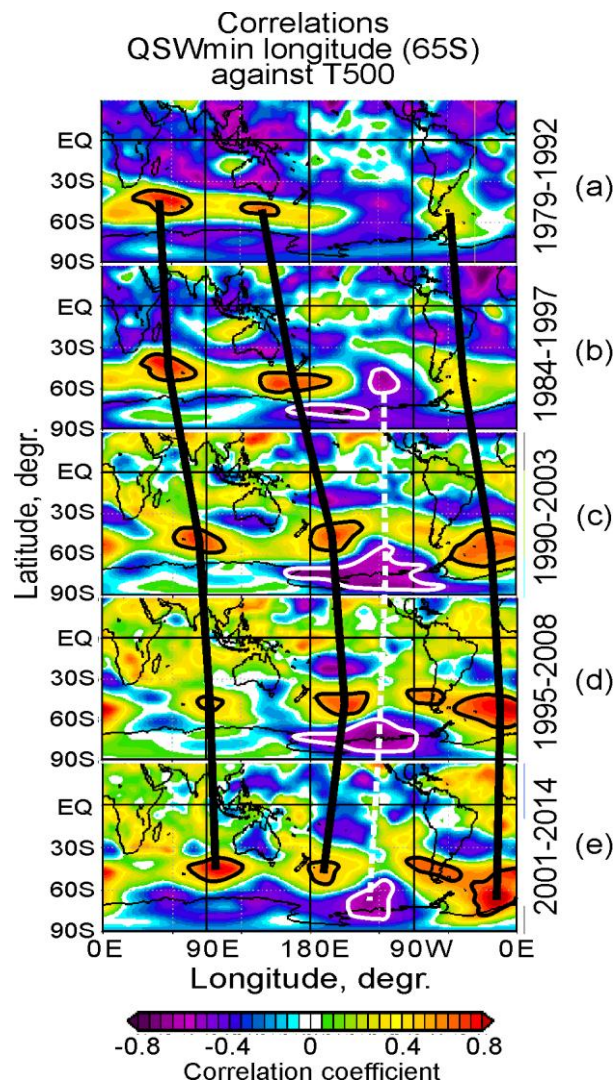 Correlations
QSWmin longitude (65S)
against T500
Latitude, degr.
EQ
30S
60S
90S
1979-1992
(a)
EQ
30S
60S
90S
1984-1997
(b)
EQ
30S
60S
90S
1990-2003
(c)
EQ
30S
60S
90S
1995-2008
(d)
EQ
30S
60S
90S
2001-2014
(e)
0E 90E 180E 90W 0E
Longitude, degr.
-0.8 -0.4 0 0.4 0.8
Correlation coefficient